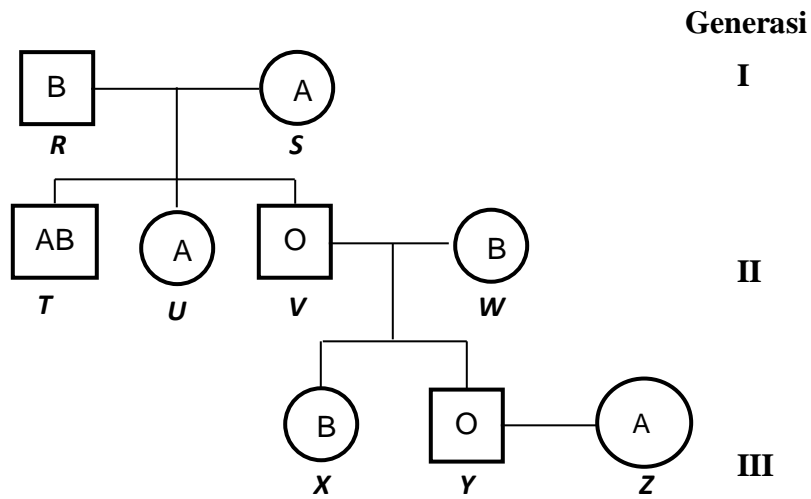 Generasi
B A I
R S
AB A O B II
T U V W
B O A III
X Y Z